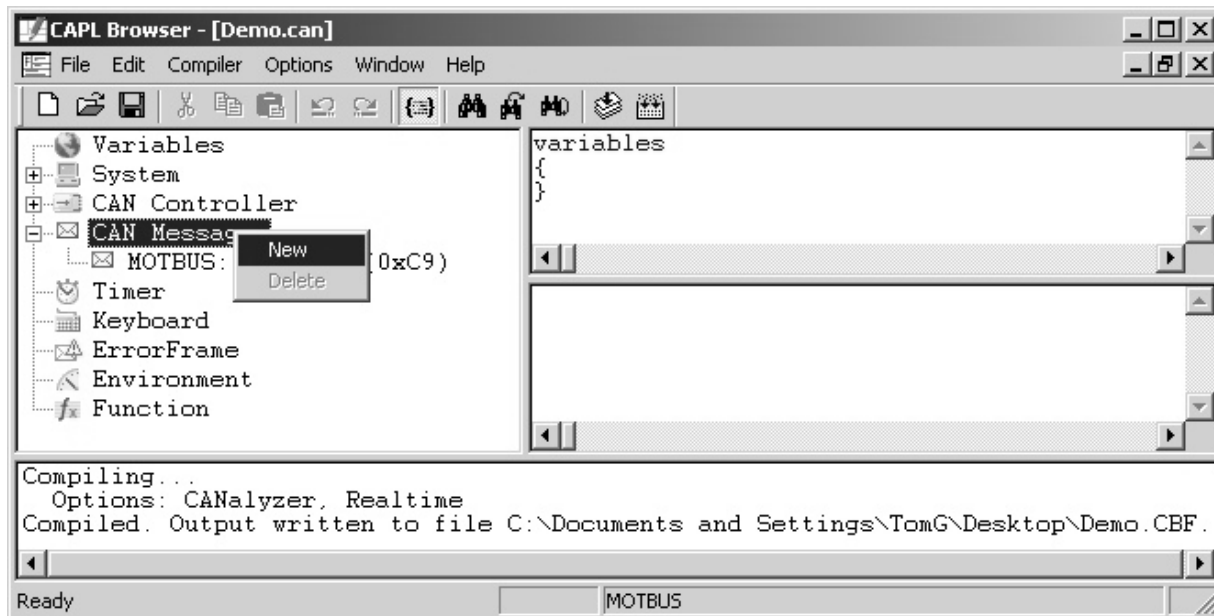 CAPL Browser - [Demo.can]
File Edit Compiler Options Window Help
Variables
System
CAN Controller
CAN
MOTBUS: (0xC9)
New
Delete
Timer
Keyboard
ErrorFrame
Environment
Function
variables
{
}
Compiling...
Options: CANalyzer, Realtime
Compiled. Output written to file C:\Documents and Settings\TomG\Desktop\Demo.CBF.
Ready
MOTBUS